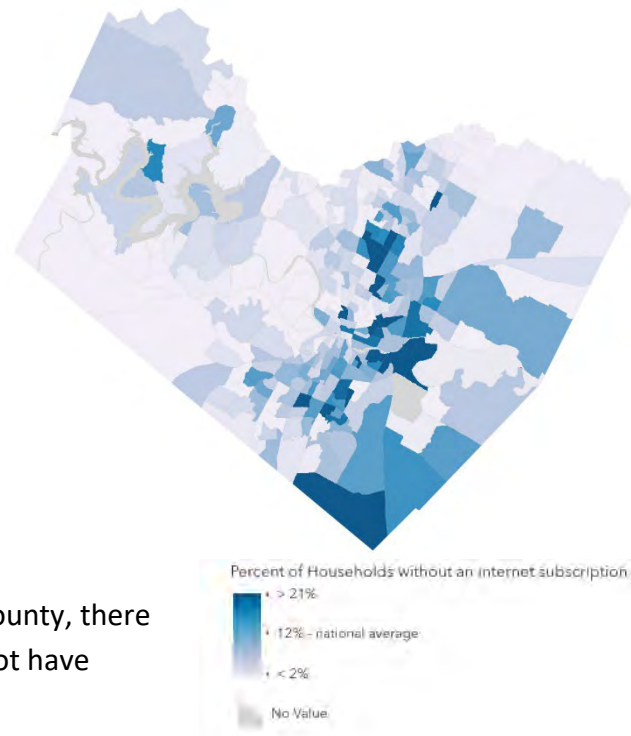 Percent of Households without an internet subscription
> 21%
ounty, there
12% - national average
ot have
< 2%
No Value